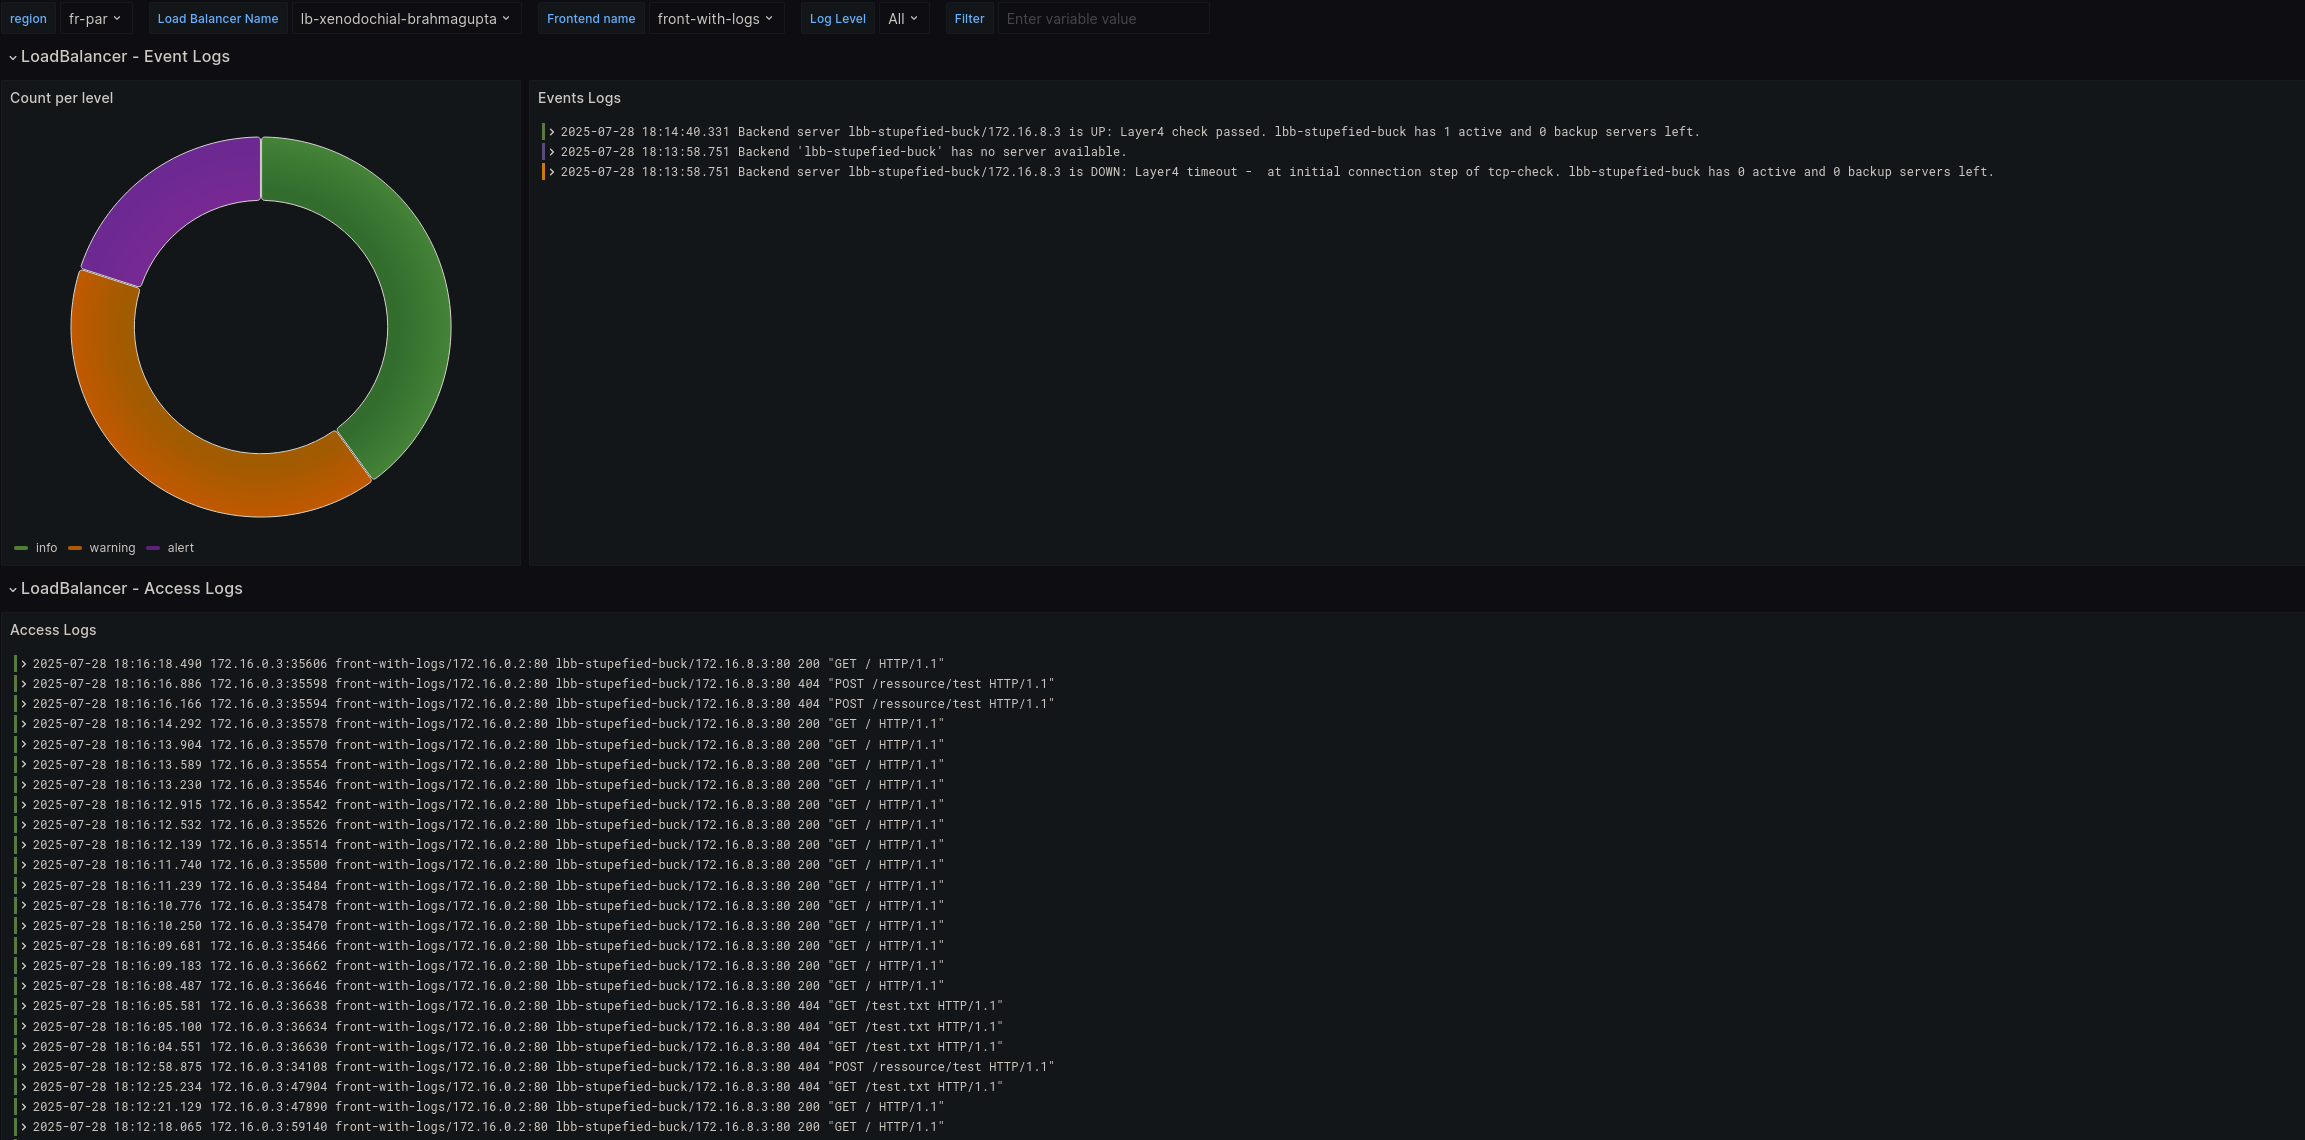 region fr-par Load Balancer Name lb-xenodochial-brahmagupta Frontend name front-with-logs Log Level All Filter Enter variable value
LoadBalancer - Event Logs
Count per level
info warning alert
Events Logs
2025-07-28 18:14:40.331 Backend server lbb-stupefied-buck/172.16.8.3 is UP: Layer4 check passed. lbb-stupefied-buck has 1 active and 0 backup servers left.
2025-07-28 18:13:58.751 Backend 'lbb-stupefied-buck' has no server available.
2025-07-28 18:13:58.751 Backend server lbb-stupefied-buck/172.16.8.3 is DOWN: Layer4 timeout -  at initial connection step of tcp-check. lbb-stupefied-buck has 0 active and 0 backup servers left.
LoadBalancer - Access Logs
Access Logs
2025-07-28 18:16:18.490 172.16.0.3:35606 front-with-logs/172.16.0.2:80 lbb-stupefied-buck/172.16.8.3:80 200 "GET / HTTP/1.1"
2025-07-28 18:16:16.886 172.16.0.3:35598 front-with-logs/172.16.0.2:80 lbb-stupefied-buck/172.16.8.3:80 404 "POST /ressource/test HTTP/1.1"
2025-07-28 18:16:16.166 172.16.0.3:35594 front-with-logs/172.16.0.2:80 lbb-stupefied-buck/172.16.8.3:80 404 "POST /ressource/test HTTP/1.1"
2025-07-28 18:16:14.292 172.16.0.3:35578 front-with-logs/172.16.0.2:80 lbb-stupefied-buck/172.16.8.3:80 200 "GET / HTTP/1.1"
2025-07-28 18:16:13.904 172.16.0.3:35570 front-with-logs/172.16.0.2:80 lbb-stupefied-buck/172.16.8.3:80 200 "GET / HTTP/1.1"
2025-07-28 18:16:13.589 172.16.0.3:35554 front-with-logs/172.16.0.2:80 lbb-stupefied-buck/172.16.8.3:80 200 "GET / HTTP/1.1"
2025-07-28 18:16:13.230 172.16.0.3:35546 front-with-logs/172.16.0.2:80 lbb-stupefied-buck/172.16.8.3:80 200 "GET / HTTP/1.1"
2025-07-28 18:16:12.915 172.16.0.3:35542 front-with-logs/172.16.0.2:80 lbb-stupefied-buck/172.16.8.3:80 200 "GET / HTTP/1.1"
2025-07-28 18:16:12.532 172.16.0.3:35526 front-with-logs/172.16.0.2:80 lbb-stupefied-buck/172.16.8.3:80 200 "GET / HTTP/1.1"
2025-07-28 18:16:12.139 172.16.0.3:35514 front-with-logs/172.16.0.2:80 lbb-stupefied-buck/172.16.8.3:80 200 "GET / HTTP/1.1"
2025-07-28 18:16:11.740 172.16.0.3:35500 front-with-logs/172.16.0.2:80 lbb-stupefied-buck/172.16.8.3:80 200 "GET / HTTP/1.1"
2025-07-28 18:16:11.239 172.16.0.3:35484 front-with-logs/172.16.0.2:80 lbb-stupefied-buck/172.16.8.3:80 200 "GET / HTTP/1.1"
2025-07-28 18:16:10.776 172.16.0.3:35478 front-with-logs/172.16.0.2:80 lbb-stupefied-buck/172.16.8.3:80 200 "GET / HTTP/1.1"
2025-07-28 18:16:10.250 172.16.0.3:35470 front-with-logs/172.16.0.2:80 lbb-stupefied-buck/172.16.8.3:80 200 "GET / HTTP/1.1"
2025-07-28 18:16:09.681 172.16.0.3:35466 front-with-logs/172.16.0.2:80 lbb-stupefied-buck/172.16.8.3:80 200 "GET / HTTP/1.1"
2025-07-28 18:16:09.183 172.16.0.3:36662 front-with-logs/172.16.0.2:80 lbb-stupefied-buck/172.16.8.3:80 200 "GET / HTTP/1.1"
2025-07-28 18:16:08.487 172.16.0.3:36646 front-with-logs/172.16.0.2:80 lbb-stupefied-buck/172.16.8.3:80 200 "GET / HTTP/1.1"
2025-07-28 18:16:05.581 172.16.0.3:36638 front-with-logs/172.16.0.2:80 lbb-stupefied-buck/172.16.8.3:80 404 "GET /test.txt HTTP/1.1"
2025-07-28 18:16:05.100 172.16.0.3:36634 front-with-logs/172.16.0.2:80 lbb-stupefied-buck/172.16.8.3:80 404 "GET /test.txt HTTP/1.1"
2025-07-28 18:16:04.551 172.16.0.3:36630 front-with-logs/172.16.0.2:80 lbb-stupefied-buck/172.16.8.3:80 404 "GET /test.txt HTTP/1.1"
2025-07-28 18:12:58.875 172.16.0.3:34108 front-with-logs/172.16.0.2:80 lbb-stupefied-buck/172.16.8.3:80 404 "POST /ressource/test HTTP/1.1"
2025-07-28 18:12:25.234 172.16.0.3:47904 front-with-logs/172.16.0.2:80 lbb-stupefied-buck/172.16.8.3:80 404 "GET /test.txt HTTP/1.1"
2025-07-28 18:12:21.129 172.16.0.3:47890 front-with-logs/172.16.0.2:80 lbb-stupefied-buck/172.16.8.3:80 200 "GET / HTTP/1.1"
2025-07-28 18:12:18.065 172.16.0.3:59140 front-with-logs/172.16.0.2:80 lbb-stupefied-buck/172.16.8.3:80 200 "GET / HTTP/1.1"